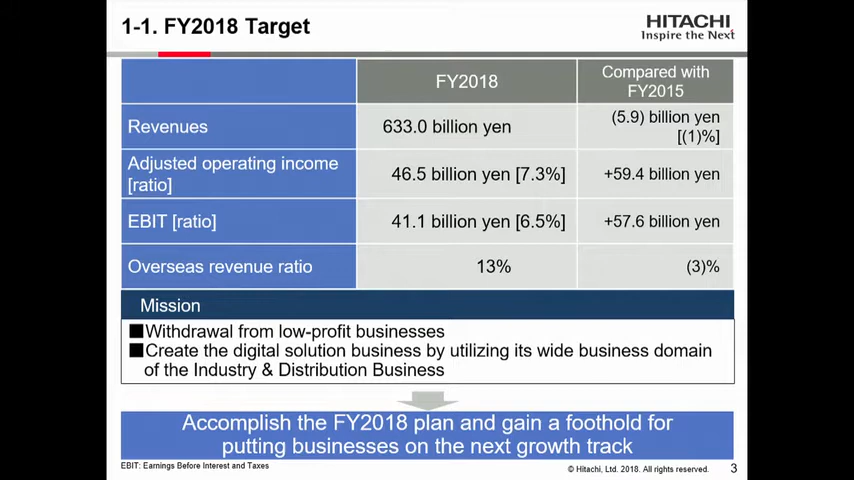 1-1. FY2018 Target
HITACHI
Inspire the Next
FY2018
Compared with
FY2015
Revenues
633.0 billion yen
(5.9) billion yen
[(1)%]
Adjusted operating income
[ratio]
46.5 billion yen [7.3%]
+59.4 billion yen
EBIT [ratio]
41.1 billion yen [6.5%]
+57.6 billion yen
Overseas revenue ratio
13%
(3)%
Mission
■Withdrawal from low-profit businesses
■Create the digital solution business by utilizing its wide business domain
of the Industry & Distribution Business
Accomplish the FY2018 plan and gain a foothold for
putting businesses on the next growth track
EBIT: Earnings Before Interest and Taxes
© Hitachi, Ltd. 2018. All rights reserved.
3